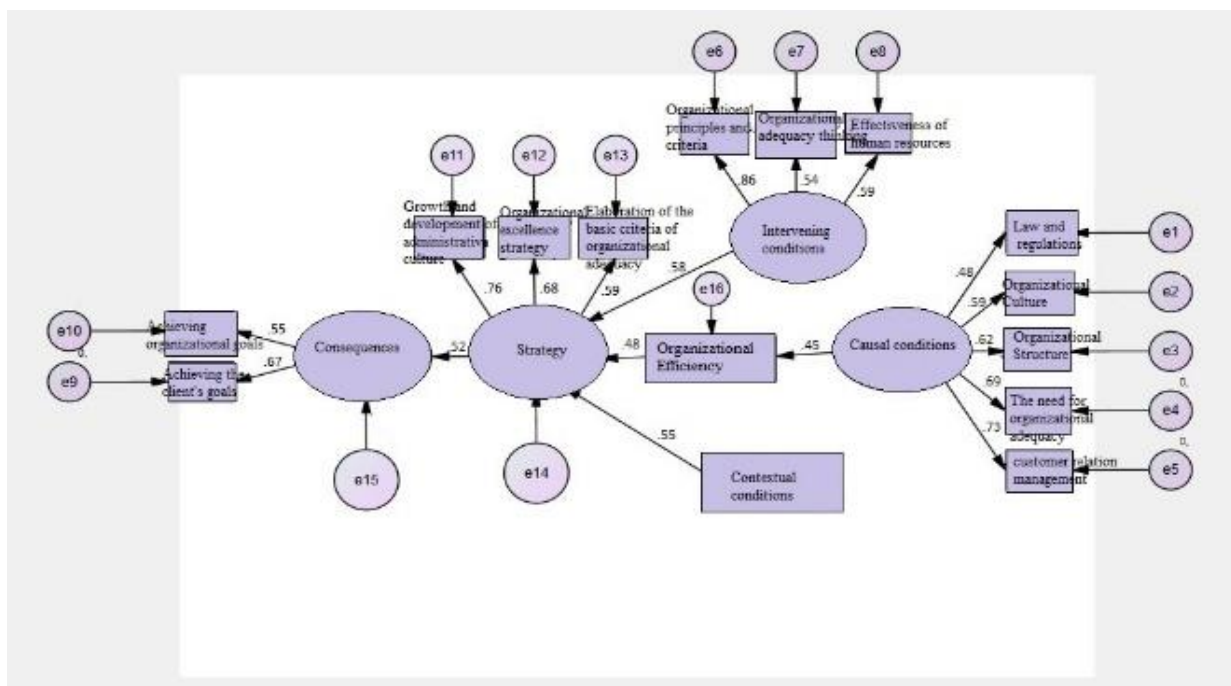 e6
e7
e8
Organizational
principles and
criteria
Organizational
adequacy thinking
Effectiveness of
human resources
.86
.54
.59
Intervening
conditions
e11
e12
e13
Growth and
development of
administrative
culture
Organizational
excellence
strategy
Elaboration of the
basic criteria of
organizational
adequacy
.76
.68
.59
.58
Law and
regulations
e1
.48
Organizational
Culture
e2
.59
Organizational
Structure
e3
.62
0,
The need for
organizational
adequacy
e4
.69
0,
customer relation
management
e5
.73
Causal conditions
.45
e16
Organizational
Efficiency
.48
Strategy
.52
Consequences
e10
0,
Achieving
organizational goals
.55
e9
Achieving the
client's goals
.67
e15
e14
.55
Contextual
conditions